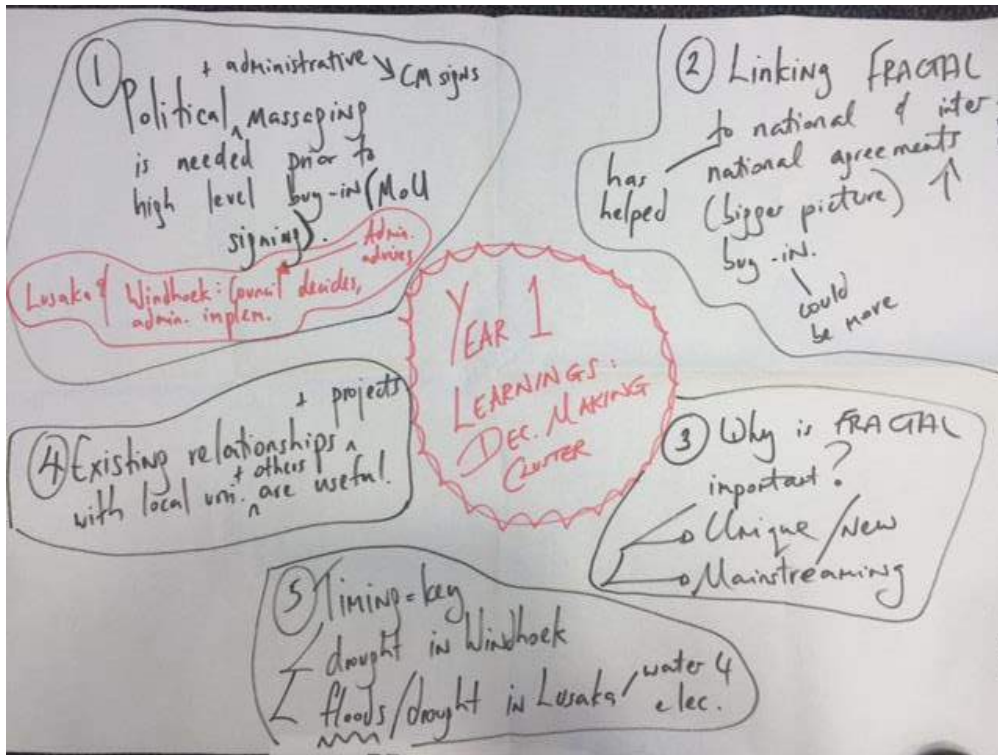 ① + administrative → CM signs
Political ^ massaging
is needed prior to
high level buy-in (MoU
signing).
Admin. advises
Lusaka & Windhoek: Council decides,
admin. implem.
② Linking FRACTAL
to national & inter
national agreements ↑
has helped
(bigger picture)
buy-in.
could be more
YEAR 1
LEARNINGS:
DEC. MAKING
CLUSTER
③ Why is FRACTAL
important?
Unique/New
Mainstreaming
+ projects
④ Existing relationships ^
+ others
with local uni. ^ are useful.
⑤ Timing = key
drought in Windhoek
floods/drought in Lusaka/water 4
elec.